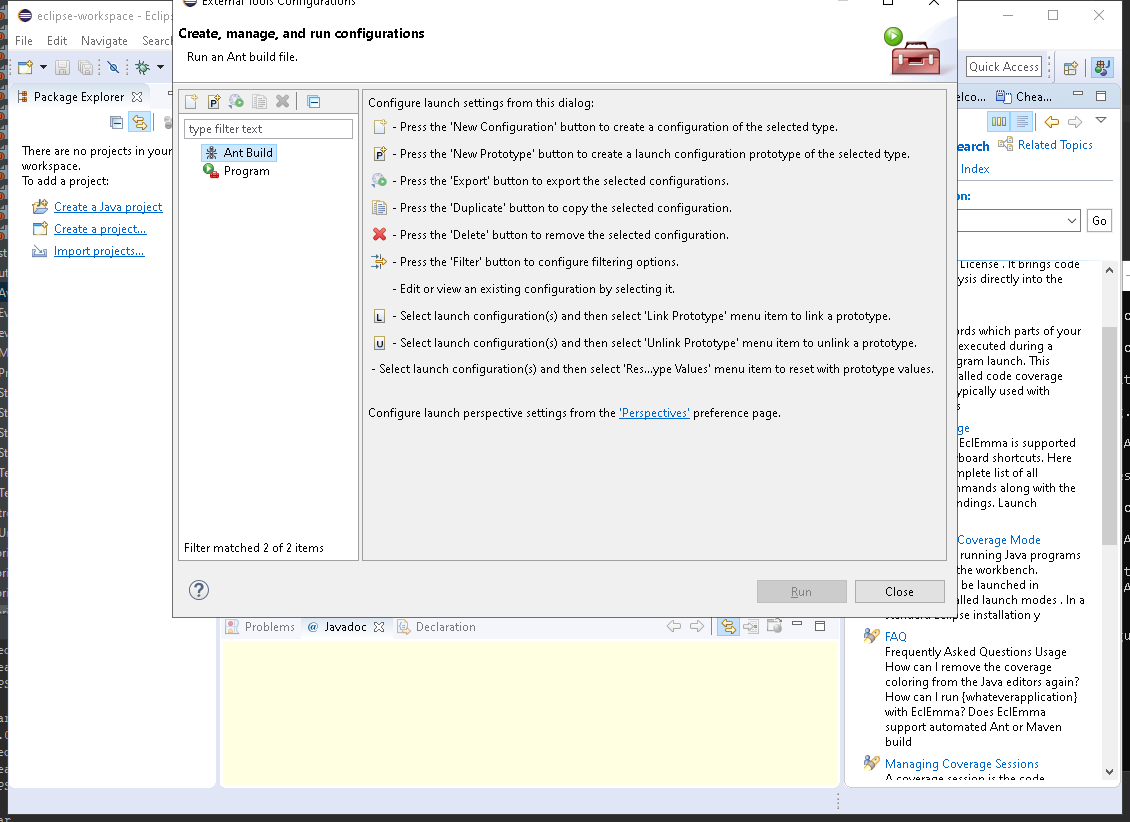 eclipse-workspace - Eclips
External Tools Configurations
File Edit Navigate Searc
Create, manage, and run configurations
Run an Ant build file.
Quick Access
Package Explorer
There are no projects in your
workspace.
To add a project:
Create a Java project
Create a project...
Import projects...
type filter text
Ant Build
Program
Filter matched 2 of 2 items
Configure launch settings from this dialog:
- Press the 'New Configuration' button to create a configuration of the selected type.
P - Press the 'New Prototype' button to create a launch configuration prototype of the selected type.
- Press the 'Export' button to export the selected configurations.
- Press the 'Duplicate' button to copy the selected configuration.
- Press the 'Delete' button to remove the selected configuration.
- Press the 'Filter' button to configure filtering options.
- Edit or view an existing configuration by selecting it.
L - Select launch configuration(s) and then select 'Link Prototype' menu item to link a prototype.
U - Select launch configuration(s) and then select 'Unlink Prototype' menu item to unlink a prototype.
- Select launch configuration(s) and then select 'Res...ype Values' menu item to reset with prototype values.
Configure launch perspective settings from the 'Perspectives' preference page.
Run Close
elco... Chea...
earch Related Topics
Index
on:
Go
License . It brings code
ysis directly into the
rds which parts of your
executed during a
gram launch. This
alled code coverage
ypically used with
s
ge
EclEmma is supported
board shortcuts. Here
mplete list of all
mmands along with the
ndings. Launch
Coverage Mode
running Java programs
the workbench.
be launched in
alled launch modes . In a
standard Eclipse installation y
FAQ
Frequently Asked Questions Usage
How can I remove the coverage
coloring from the Java editors again?
How can I run {whateverapplication}
with EclEmma? Does EclEmma
support automated Ant or Maven
build
Managing Coverage Sessions
A coverage session is the code
Problems @ Javadoc Declaration